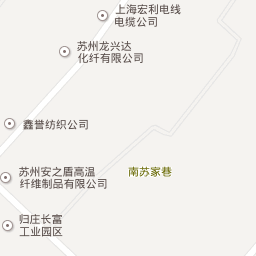 上海宏利电线
电缆公司
苏州龙兴达
化纤有限公司
鑫誉纺织公司
苏州安之盾高温
纤维制品有限公司
南苏家巷
归庄长富
工业园区